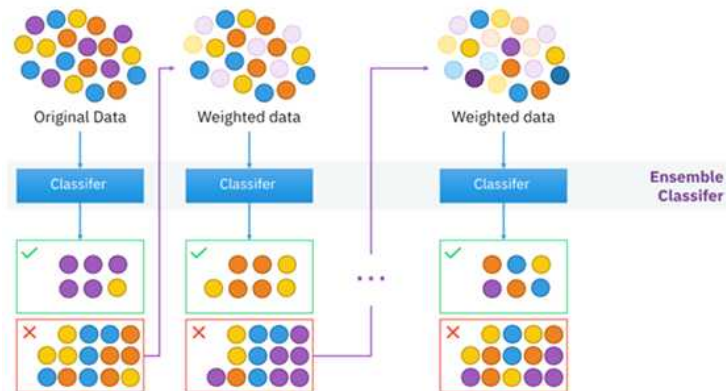 Original Data
Weighted data
Weighted data
Classifer
Classifer
Classifer
Ensemble
Classifer
...